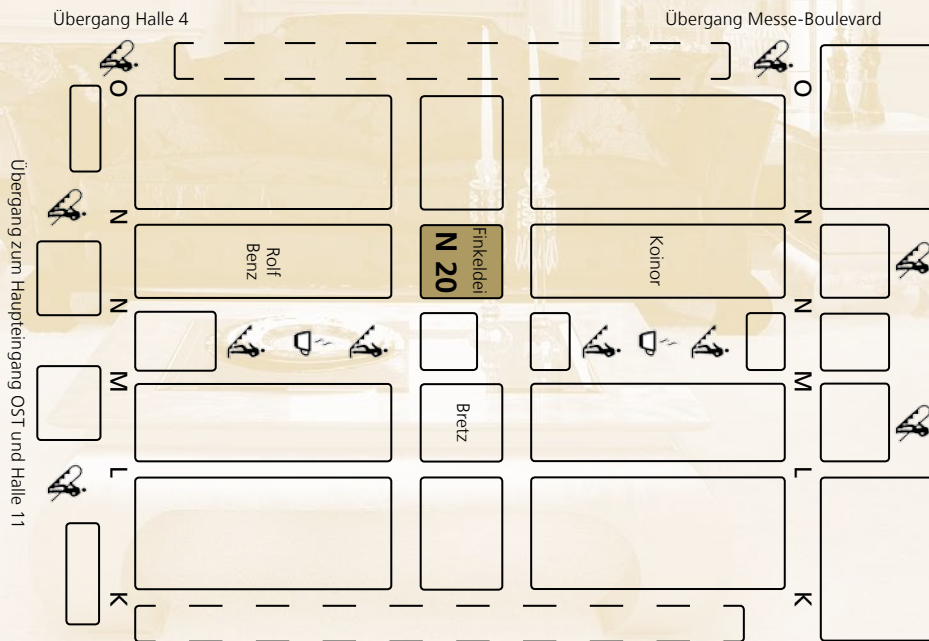 Übergang Halle 4
Übergang Messe-Boulevard
O
O
Übergang zum Haupteingang OST und Halle 11
N
N
Rolf
Benz
Finkeldei
N 20
Koinor
N
N
M
M
Bretz
L
L
K
K